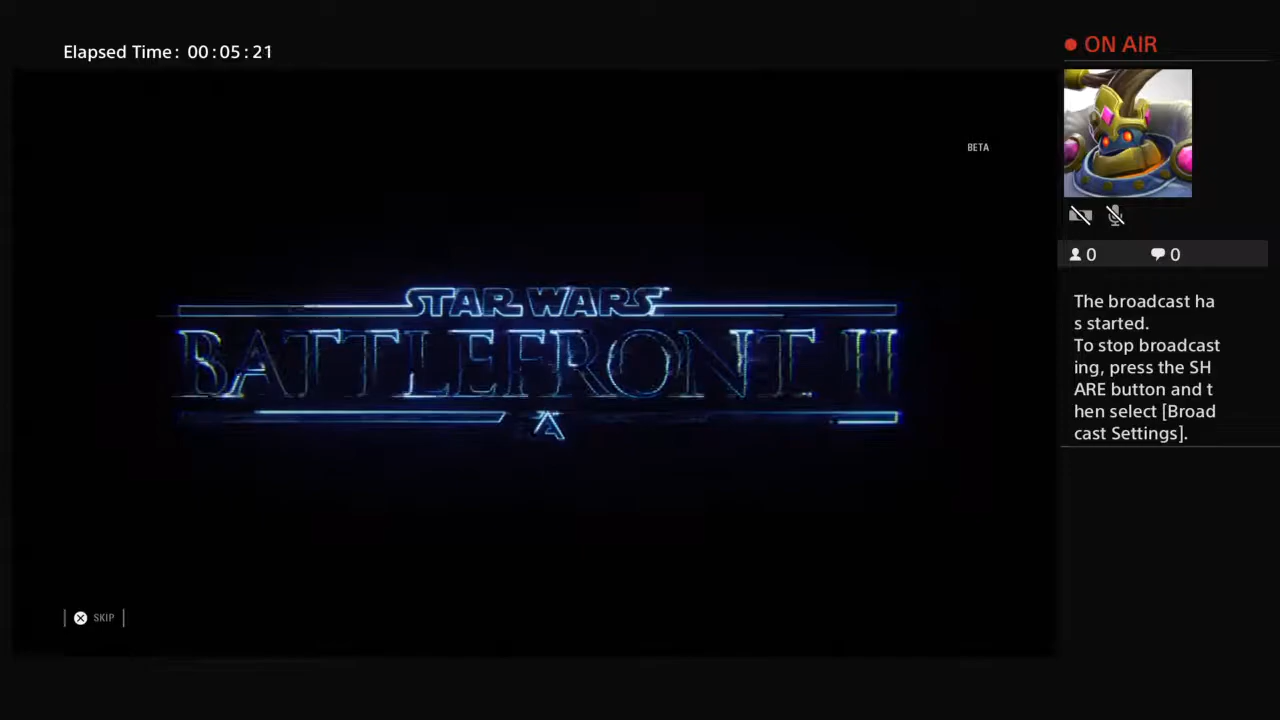 Elapsed Time: 00:05:21
ON AIR
BETA
0
0
STAR WARS
BATTLEFRONT II
The broadcast ha
s started.
To stop broadcast
ing, press the SH
ARE button and t
hen select [Broad
cast Settings].
SKIP